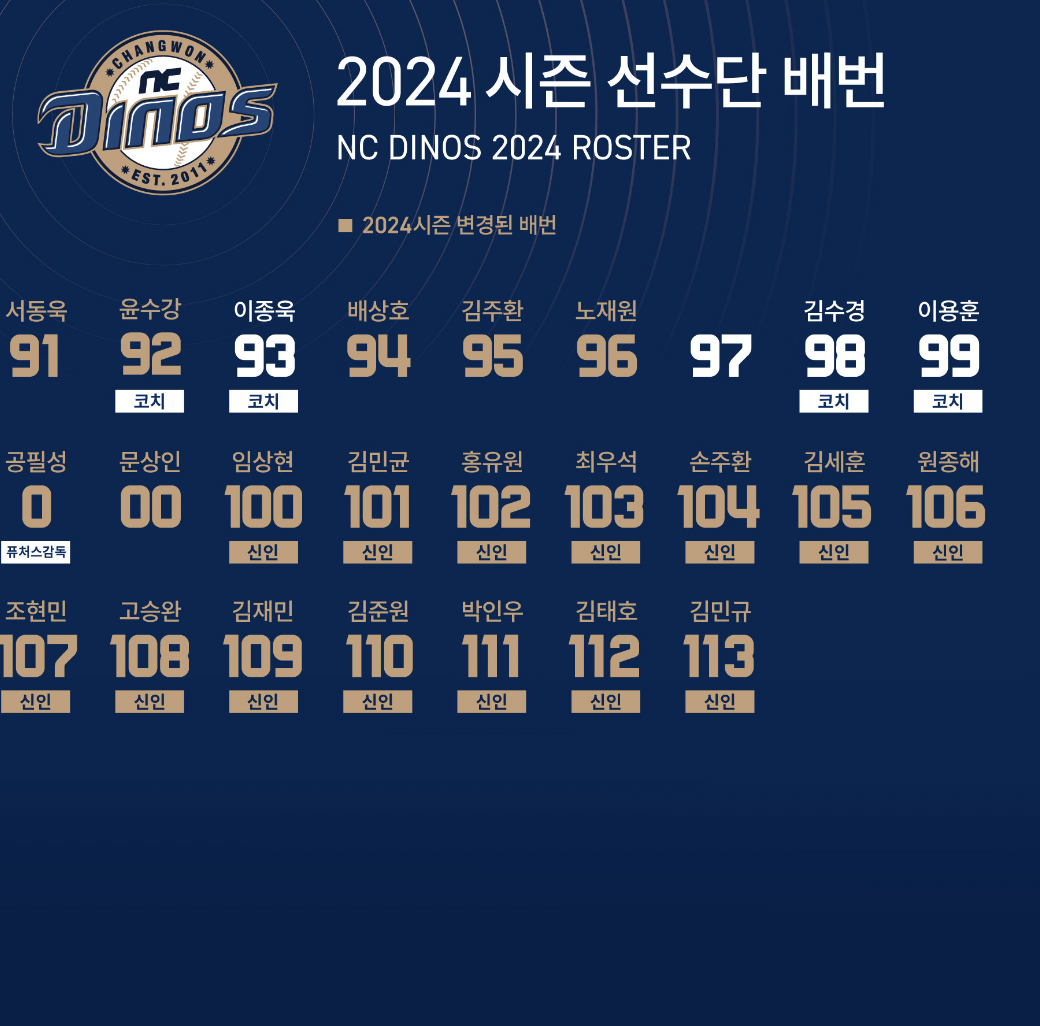 CHANGWON
NC
DINOS
EST. 2011
2024 시즌 선수단 배번
NC DINOS 2024 ROSTER
2024시즌 변경된 배번
서동욱 윤수강 이종욱 배상호 김주환 노재원 김수경 이용훈
91 92 93 94 95 96 97 98 99
코치 코치 코치 코치
공필성 문상인 임상현 김민균 홍유원 최우석 손주환 김세훈 원종해
0 00 100 101 102 103 104 105 106
퓨처스감독 신인 신인 신인 신인 신인 신인 신인
조현민 고승완 김재민 김준원 박인우 김태호 김민규
107 108 109 110 111 112 113
신인 신인 신인 신인 신인 신인 신인